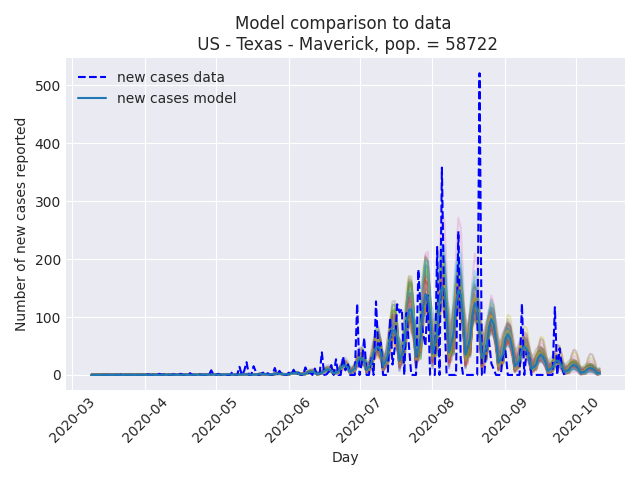 Model comparison to data
US - Texas - Maverick, pop. = 58722
new cases data
new cases model
Number of new cases reported
500
400
300
200
100
0
2020-03
2020-04
2020-05
2020-06
2020-07
2020-08
2020-09
2020-10
Day